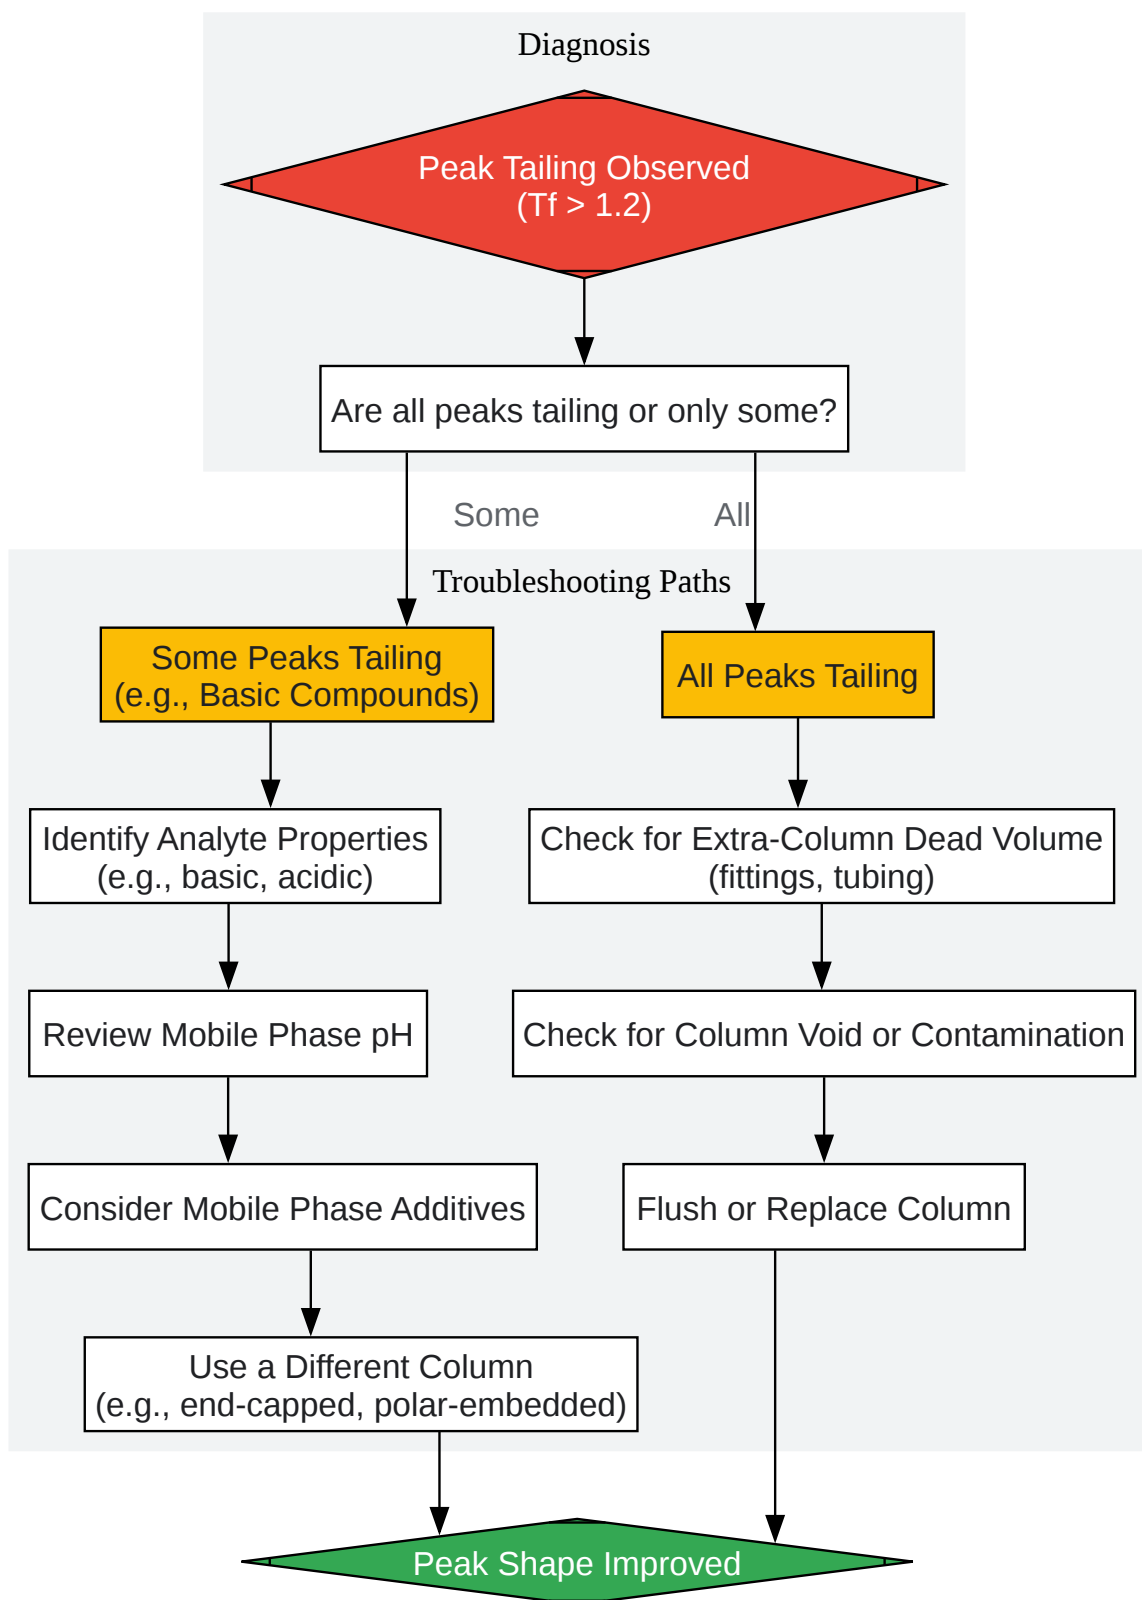 Diagnosis
Peak Tailing Observed
(Tf > 1.2)
Are all peaks tailing or only some?
Some
All
Troubleshooting Paths
Some Peaks Tailing
(e.g., Basic Compounds)
All Peaks Tailing
Identify Analyte Properties
(e.g., basic, acidic)
Check for Extra-Column Dead Volume
(fittings, tubing)
Review Mobile Phase pH
Check for Column Void or Contamination
Consider Mobile Phase Additives
Flush or Replace Column
Use a Different Column
(e.g., end-capped, polar-embedded)
Peak Shape Improved